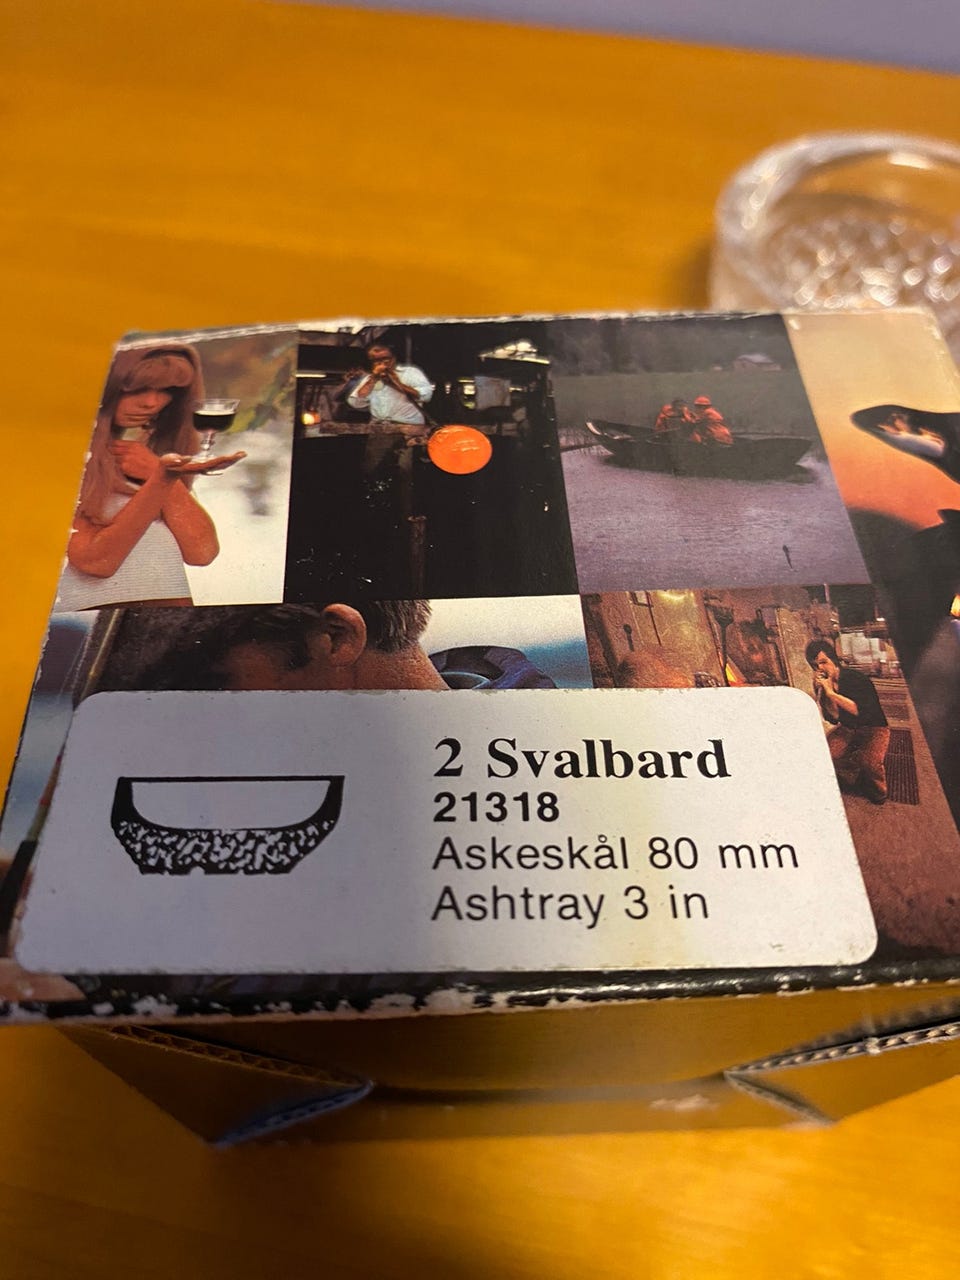 2 Svalbard
21318
Askeskål 80 mm
Ashtray 3 in